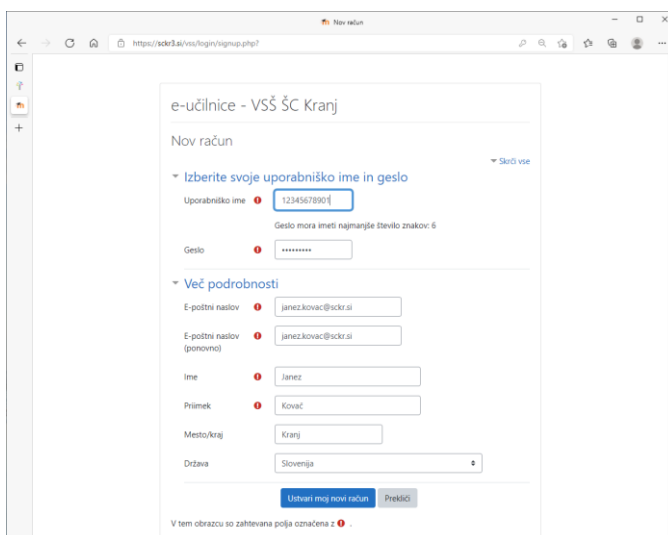 Nov račun
https://sckr3.si/vss/login/signup.php?
e-učilnice - VSŠ ŠC Kranj
Nov račun
Skrči vse
Izberite svoje uporabniško ime in geslo
Uporabniško ime 12345678901
Geslo mora imeti najmanjše število znakov: 6
Geslo •••••••••
Več podrobnosti
E-poštni naslov janez.kovac@sckr.si
E-poštni naslov janez.kovac@sckr.si
(ponovno)
Ime Janez
Priimek Kovač
Mesto/kraj Kranj
Država Slovenija
Ustvari moj novi račun Prekliči
V tem obrazcu so zahtevana polja označena z .